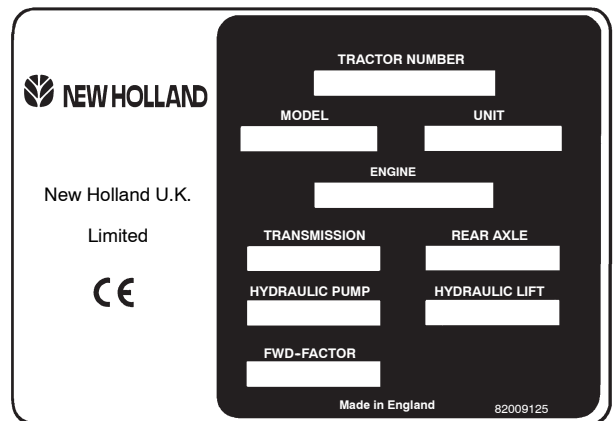 NEW HOLLAND
New Holland U.K.
Limited
CE
TRACTOR NUMBER
MODEL UNIT
ENGINE
TRANSMISSION REAR AXLE
HYDRAULIC PUMP HYDRAULIC LIFT
FWD-FACTOR
Made in England 82009125